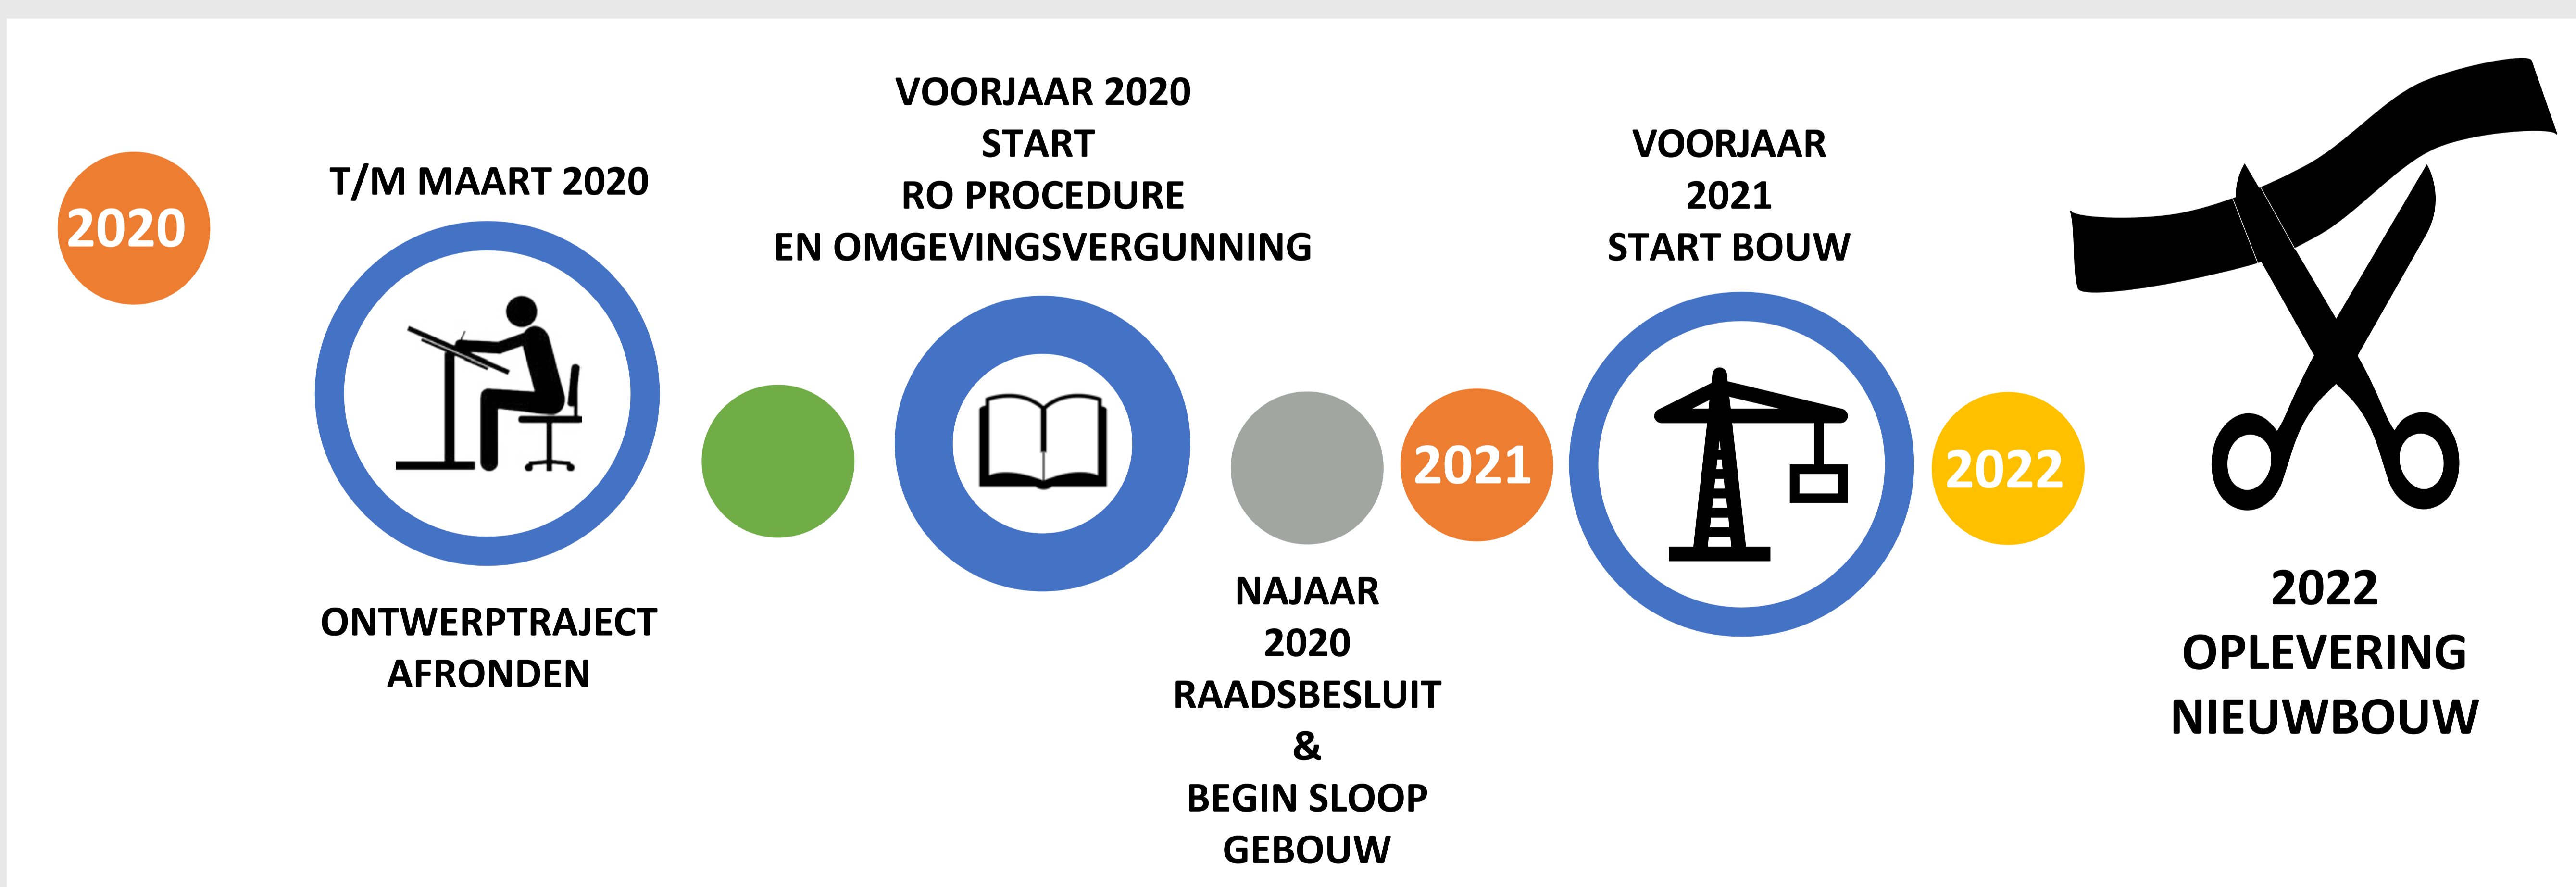 2020
T/M MAART 2020
ONTWERPTRAJECT
AFRONDEN
VOORJAAR 2020
START
RO PROCEDURE
EN OMGEVINGSVERGUNNING
NAJAAR
2020
RAADSBESLUIT
&
BEGIN SLOOP
GEBOUW
2021
VOORJAAR
2021
START BOUW
2022
2022
OPLEVERING
NIEUWBOUW